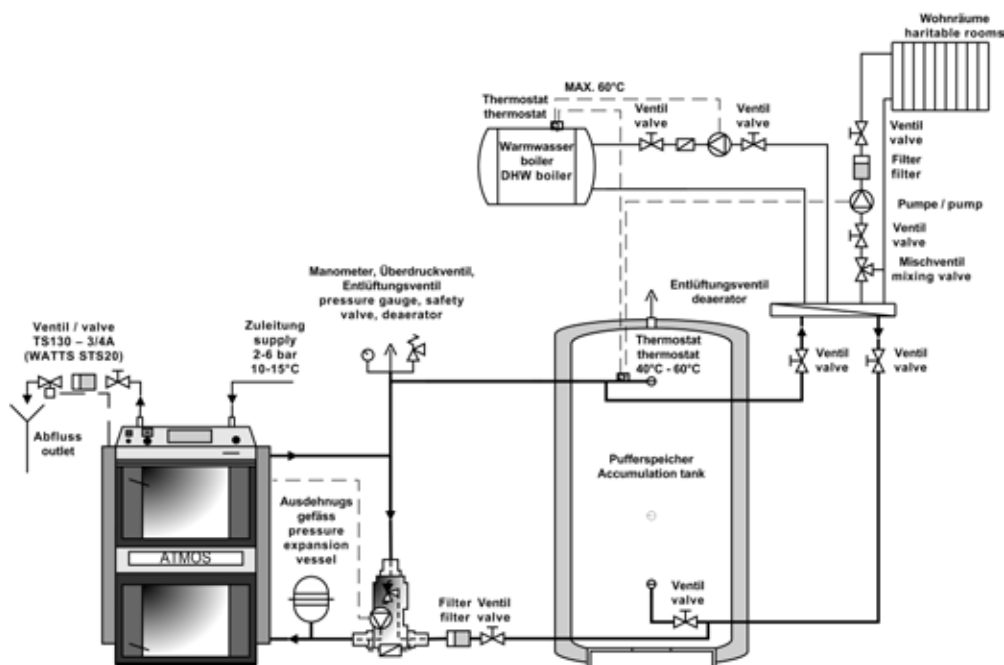 Wohnräume
haritable rooms
MAX. 60°C
Thermostat
thermostat
Ventil
valve
Ventil
valve
Warmwasser
boiler
DHW boiler
Ventil
valve
Filter
filter
Pumpe / pump
Ventil
valve
Mischventil
mixing valve
Manometer, Überdruckventil,
Entlüftungsventil
pressure gauge, safety
valve, deaerator
Entlüftungsventil
deaerator
Ventil / valve
TS130 – 3/4A
(WATTS STS20)
Zuleitung
supply
2-6 bar
10-15°C
Thermostat
thermostat
40°C - 60°C
Ventil
valve
Ventil
valve
Abfluss
outlet
Pufferspeicher
Accumulation tank
Ausdehnugs
gefäss
pressure
expansion
vessel
ATMOS
Filter
filter
Ventil
valve
Ventil
valve